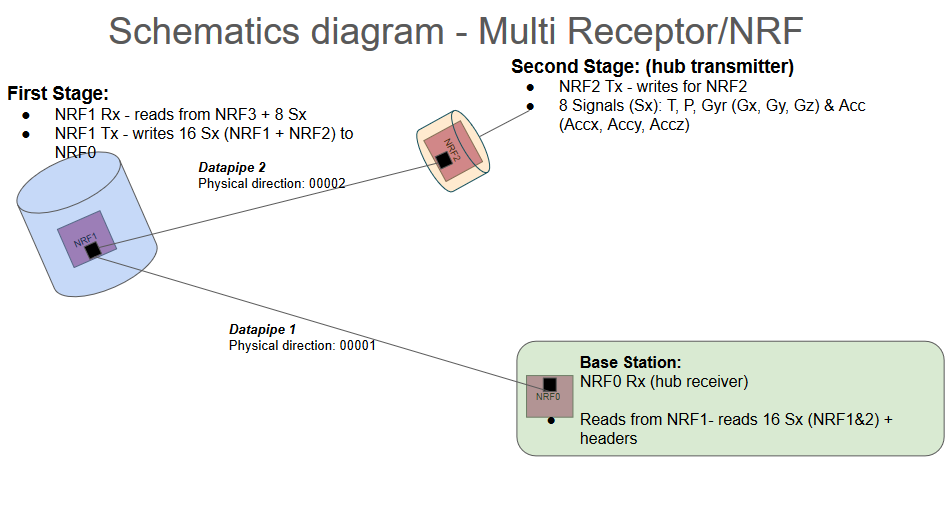 Schematics diagram - Multi Receptor/NRF
First Stage:
● NRF1 Rx - reads from NRF3 + 8 Sx
● NRF1 Tx - writes 16 Sx (NRF1 + NRF2) to
NRF0
Second Stage: (hub transmitter)
● NRF2 Tx - writes for NRF2
● 8 Signals (Sx): T, P, Gyr (Gx, Gy, Gz) & Acc
(Accx, Accy, Accz)
NRF2
Datapipe 2
Physical direction: 00002
NRF1
Datapipe 1
Physical direction: 00001
Base Station:
NRF0 Rx (hub receiver)
NRF0
● Reads from NRF1- reads 16 Sx (NRF1&2) +
headers